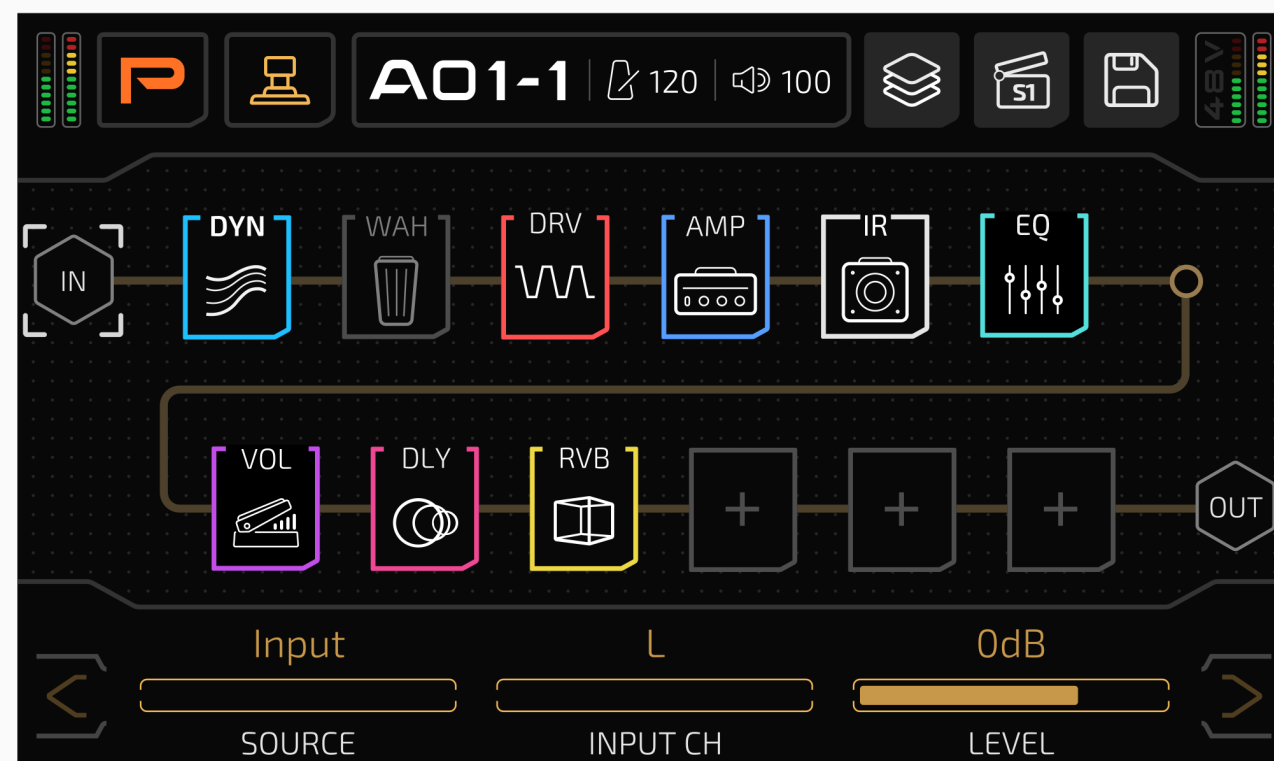 A01-1 120 100 S1 48V
DYN WAH DRV AMP IR EQ
IN
VOL DLY RVB
OUT
Input L 0dB
SOURCE INPUT CH LEVEL